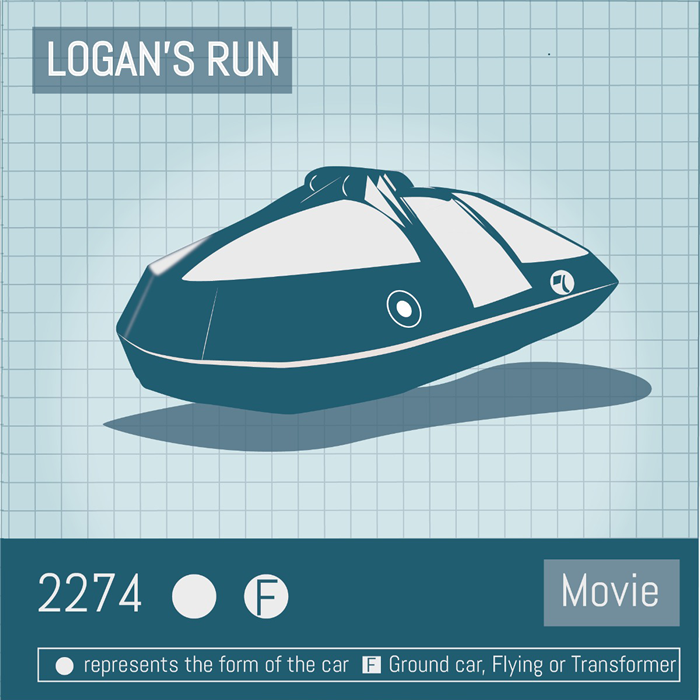 LOGAN'S RUN
2274 F
Movie
represents the form of the car F Ground car, Flying or Transformer